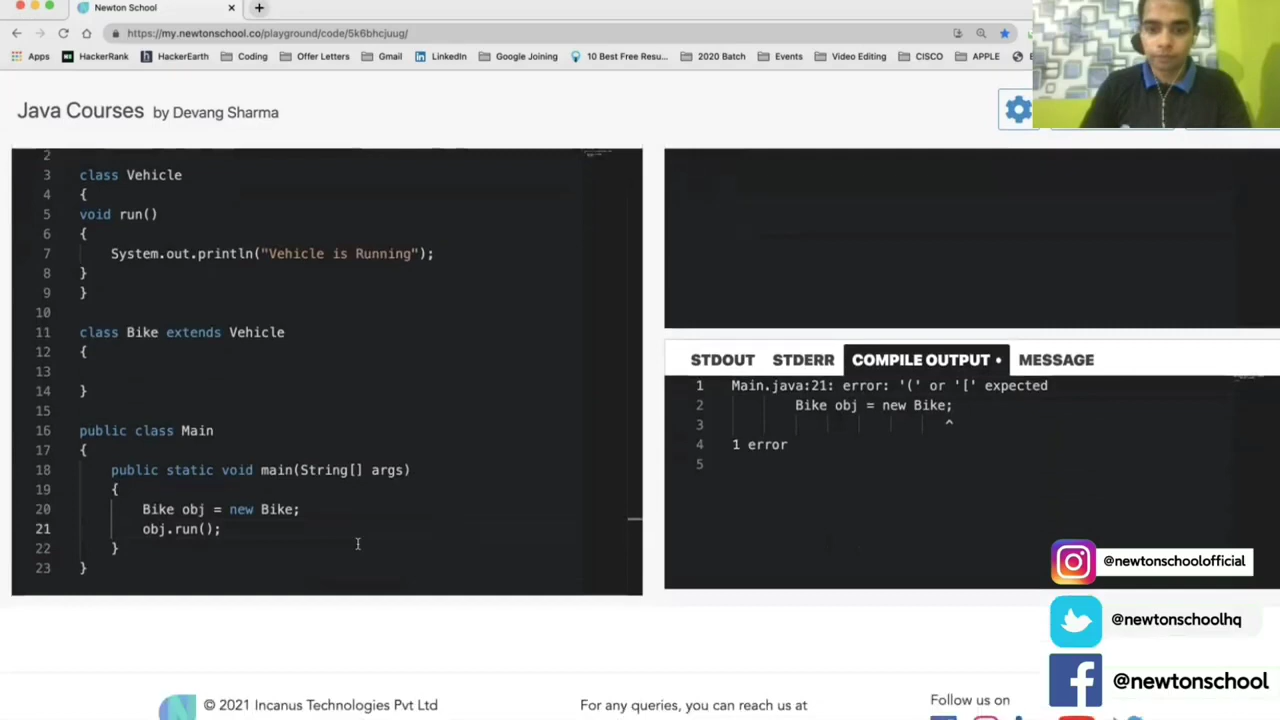 Newton School
https://my.newtonschool.co/playground/code/5k6bhcjuug/
Apps HackerRank HackerEarth Coding Offer Letters Gmail LinkedIn Google Joining 10 Best Free Resu... 2020 Batch Events Video Editing CISCO APPLE
Java Courses by Devang Sharma
2
3 class Vehicle
4 {
5 void run()
6 {
7 System.out.println("Vehicle is Running");
8 }
9 }
10
11 class Bike extends Vehicle
12 {
13
14 }
15
16 public class Main
17 {
18 public static void main(String[] args)
19 {
20 Bike obj = new Bike;
21 obj.run();
22 }
23 }
STDOUT STDERR COMPILE OUTPUT • MESSAGE
1 Main.java:21: error: '(' or '[' expected
2 Bike obj = new Bike;
3 ^
4 1 error
5
@newtonschoolofficial
@newtonschoolhq
@newtonschool
© 2021 Incanus Technologies Pvt Ltd
For any queries, you can reach us at
Follow us on